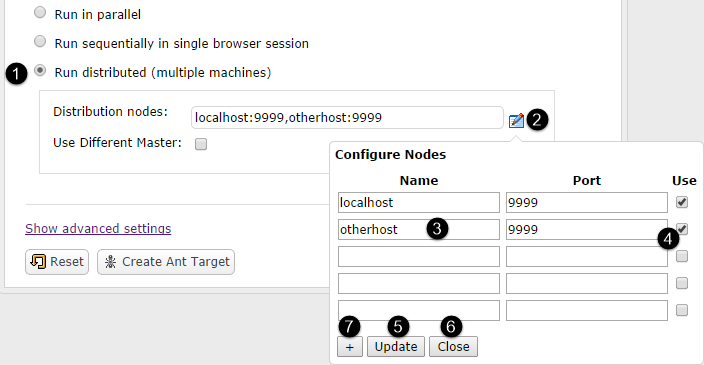 Run in parallel
Run sequentially in single browser session
1 Run distributed (multiple machines)
Distribution nodes: localhost:9999,otherhost:9999 2
Use Different Master:
Configure Nodes
Name Port Use
localhost 9999
otherhost 3 9999 4
Show advanced settings
Reset Create Ant Target
7 5 6
+ Update Close